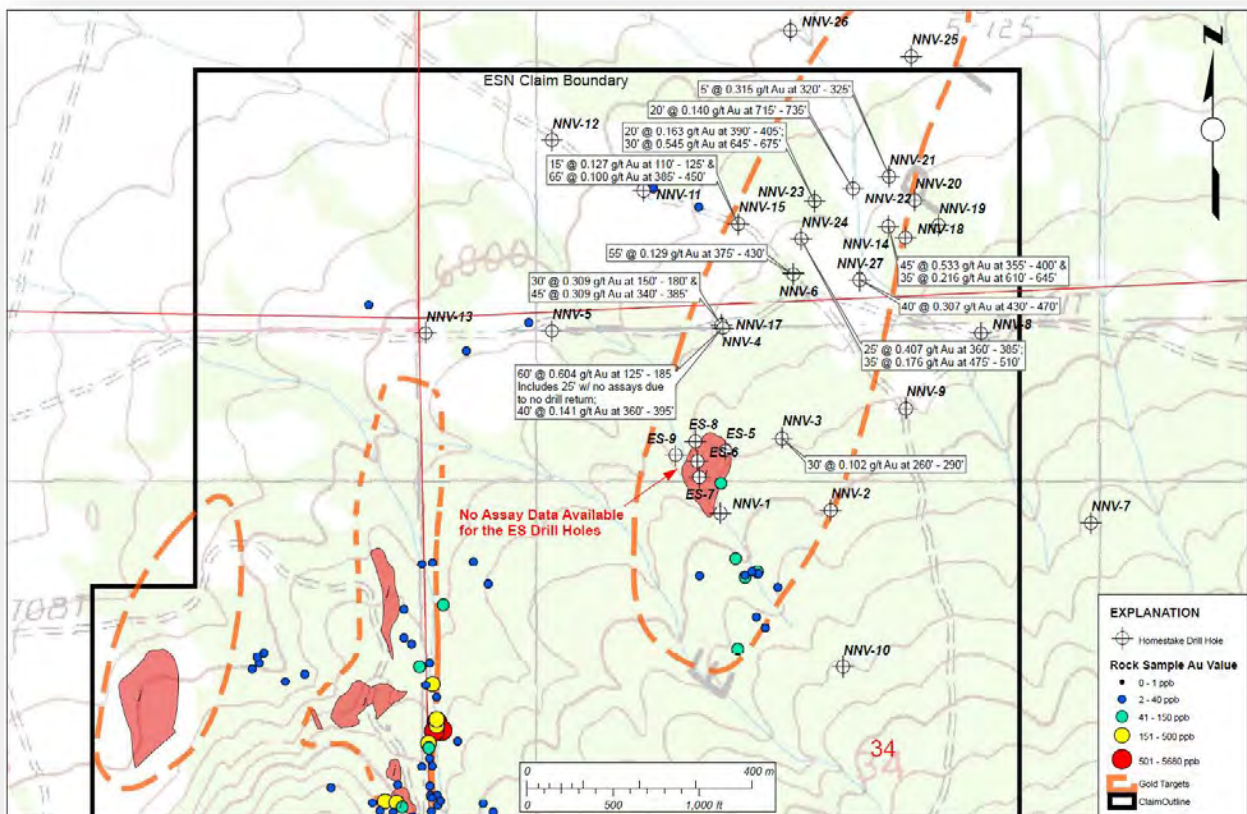 NNV-26
S-125
NNV-25
N
ESN Claim Boundary
5' @ 0.315 g/t Au at 320' - 325'
20' @ 0.140 g/t Au at 715' - 735'
NNV-12
20' @ 0.163 g/t Au at 390' - 405';
30' @ 0.545 g/t Au at 645' - 675'
15' @ 0.127 g/t Au at 110' - 125' &
65' @ 0.100 g/t Au at 385' - 450'
NNV-21
NNV-11
NNV-23
NNV-22
NNV-20
NNV-15
NNV-19
NNV-24
NNV-14
NNV-18
6800
55' @ 0.129 g/t Au at 375' - 430'
NNV-6
NNV-27
45' @ 0.533 g/t Au at 355' - 400' &
35' @ 0.216 g/t Au at 610' - 645'
30' @ 0.309 g/t Au at 150' - 180' &
45' @ 0.309 g/t Au at 340' - 385'
40' @ 0.307 g/t Au at 430' - 470'
NNV-13
NNV-5
NNV-17
NNV-4
NNV-8
25' @ 0.407 g/t Au at 360' - 385';
35' @ 0.176 g/t Au at 475' - 510'
60' @ 0.604 g/t Au at 125' - 185
Includes 25' w/ no assays due
to no drill return;
40' @ 0.141 g/t Au at 360' - 395'
NNV-9
ES-8
ES-5
NNV-3
ES-9
ES-6
30' @ 0.102 g/t Au at 260' - 290'
ES-7
No Assay Data Available
for the ES Drill Holes
NNV-1
NNV-2
NNV-7
NNV-10
34
EXPLANATION
Homestake Drill Hole
Rock Sample Au Value
0 - 1 ppb
2 - 40 ppb
41 - 150 ppb
151 - 500 ppb
501 - 5680 ppb
Gold Targets
ClaimOutline
0
400 m
0
500
1,000 ft